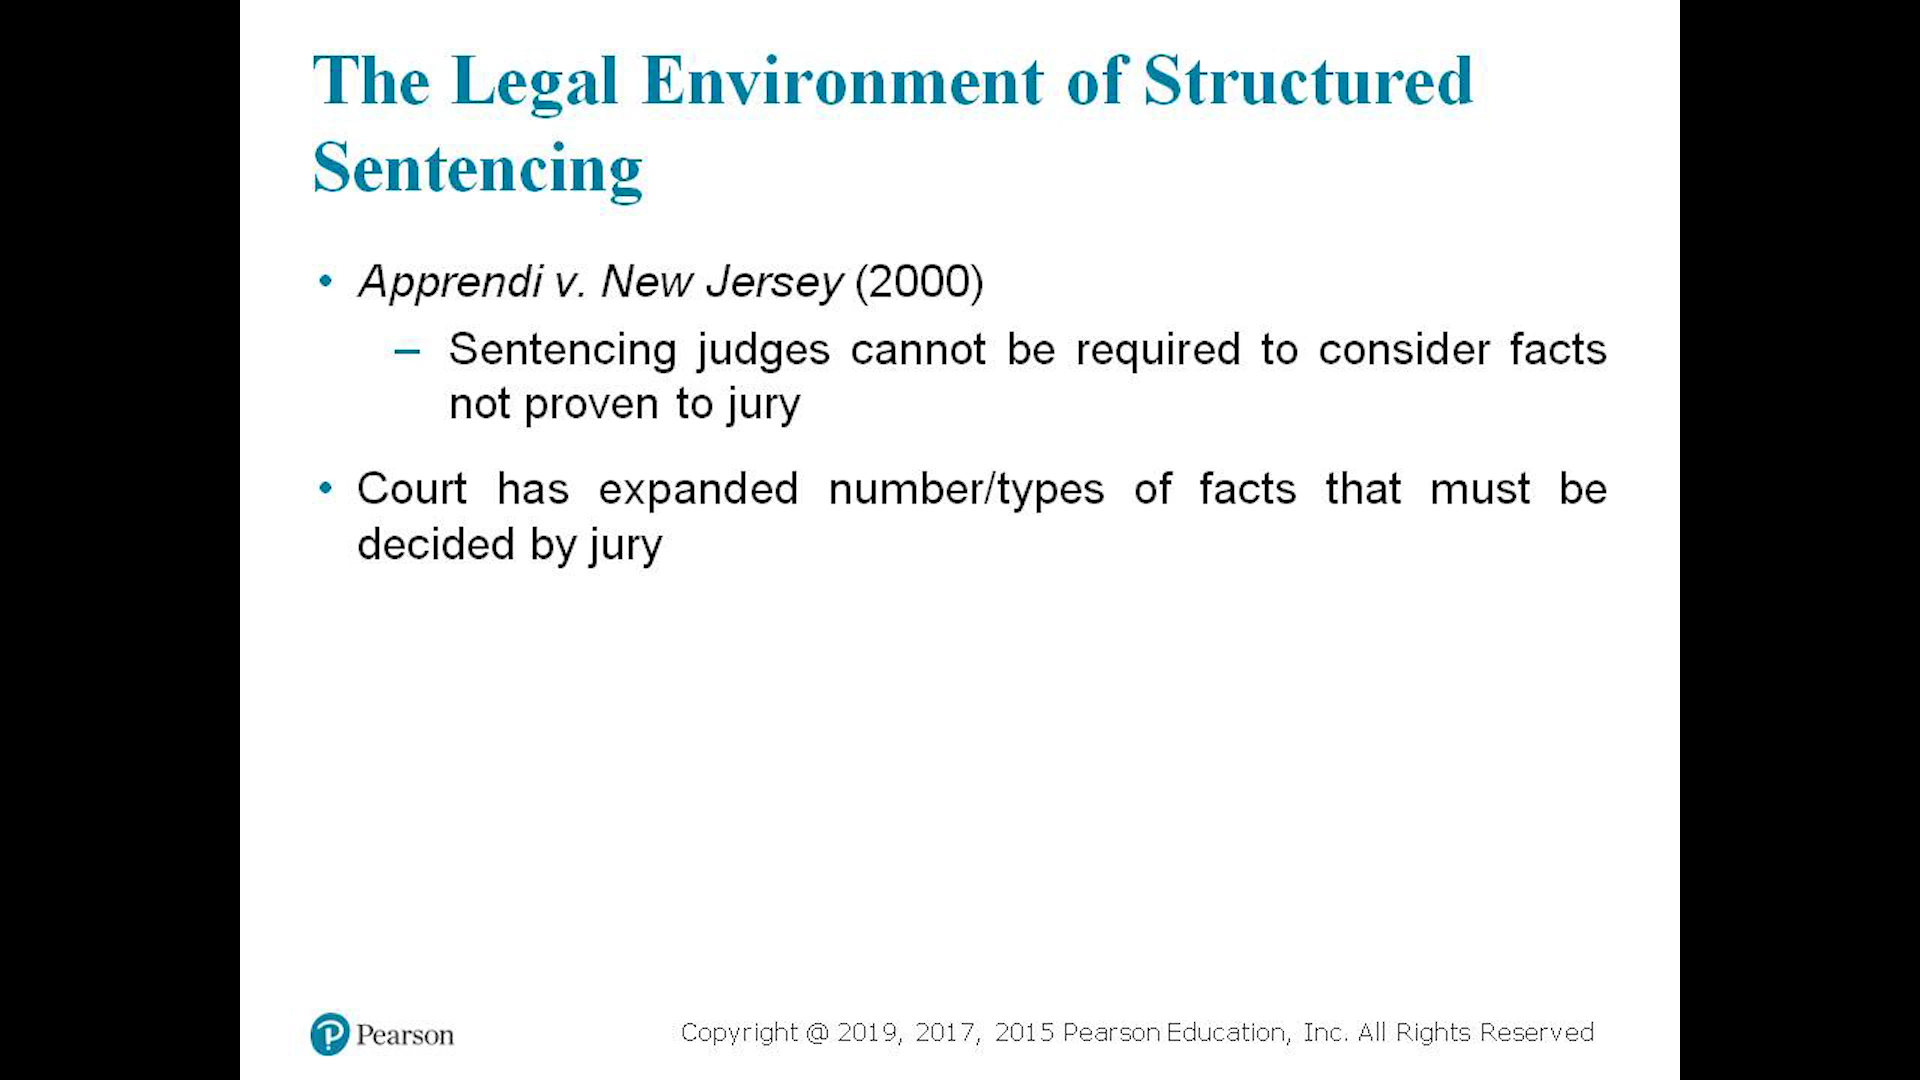 The Legal Environment of Structured
Sentencing
• Apprendi v. New Jersey (2000)
– Sentencing judges cannot be required to consider facts
not proven to jury
• Court has expanded number/types of facts that must be
decided by jury
Pearson
Copyright @ 2019, 2017, 2015 Pearson Education, Inc. All Rights Reserved